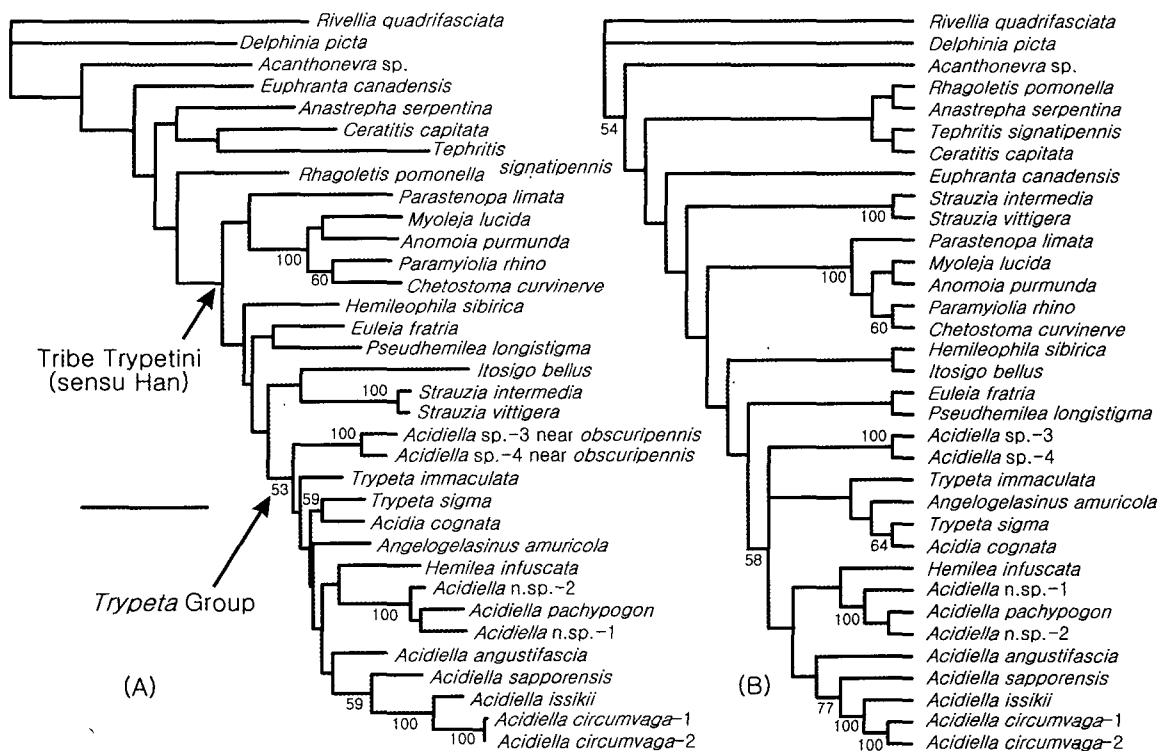 Rivellia quadrifasciata
Delphinia picta
Acanthonevra sp.
Euphranta canadensis
Anastrepha serpentina
Ceratitis capitata
Tephritis
signatipennis
Rhagoletis pomonella
Parastenopa limata
Myoleja lucida
Anomoia purmunda
100
Paramyiolia rhino
60
Chetostoma curvinerve
Hemileophila sibirica
Euleia fratria
Pseudhemilea longistigma
Tribe Trypetini
(sensu Han)
Itosigo bellus
100
Strauzia intermedia
Strauzia vittigera
100
Acidiella sp.-3 near obscuripennis
Acidiella sp.-4 near obscuripennis
Trypeta immaculata
53
59
Trypeta sigma
Acidia cognata
Angelogelasinus amuricola
Trypeta Group
Hemilea infuscata
Acidiella n.sp.-2
100
Acidiella pachypogon
Acidiella n.sp.-1
Acidiella angustifascia
(A)
Acidiella sapporensis
59
Acidiella issikii
100
Acidiella circumvaga-1
100
Acidiella circumvaga-2
Rivellia quadrifasciata
Delphinia picta
Acanthonevra sp.
Rhagoletis pomonella
Anastrepha serpentina
54
Tephritis signatipennis
Ceratitis capitata
Euphranta canadensis
Strauzia intermedia
100
Strauzia vittigera
Parastenopa limata
Myoleja lucida
100
Anomoia purmunda
Paramyiolia rhino
60
Chetostoma curvinerve
Hemileophila sibirica
Itosigo bellus
Euleia fratria
Pseudhemilea longistigma
Acidiella sp.-3
100
Acidiella sp.-4
Trypeta immaculata
Angelogelasinus amuricola
Trypeta sigma
64
Acidia cognata
58
Hemilea infuscata
Acidiella n.sp.-1
Acidiella pachypogon
100
Acidiella n.sp.-2
Acidiella angustifascia
(B)
Acidiella sapporensis
77
Acidiella issikii
100
Acidiella circumvaga-1
100
Acidiella circumvaga-2